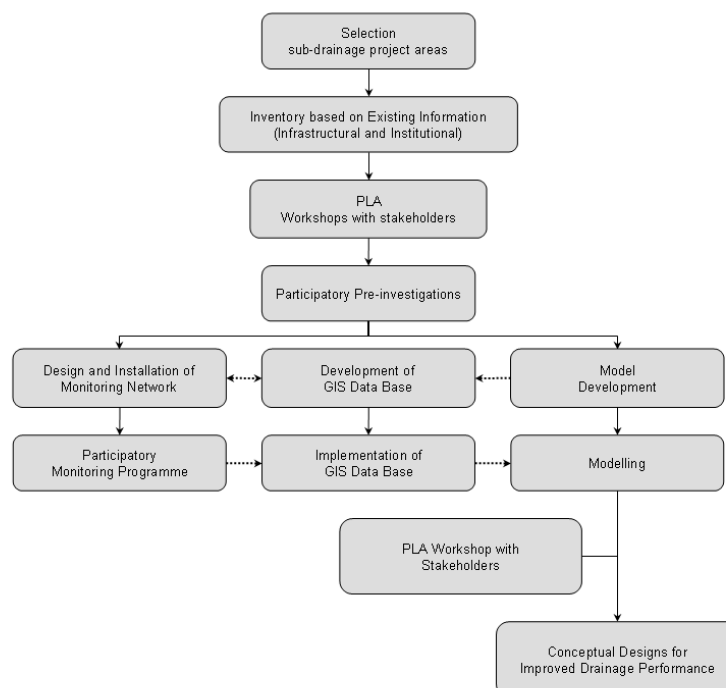 Selection
sub-drainage project areas
Inventory based on Existing Information
(Infrastructural and Institutional)
PLA
Workshops with stakeholders
Participatory Pre-investigations
Design and Installation of
Monitoring Network
Development of
GIS Data Base
Model
Development
Participatory
Monitoring Programme
Implementation of
GIS Data Base
Modelling
PLA Workshop with
Stakeholders
Conceptual Designs for
Improved Drainage Performance